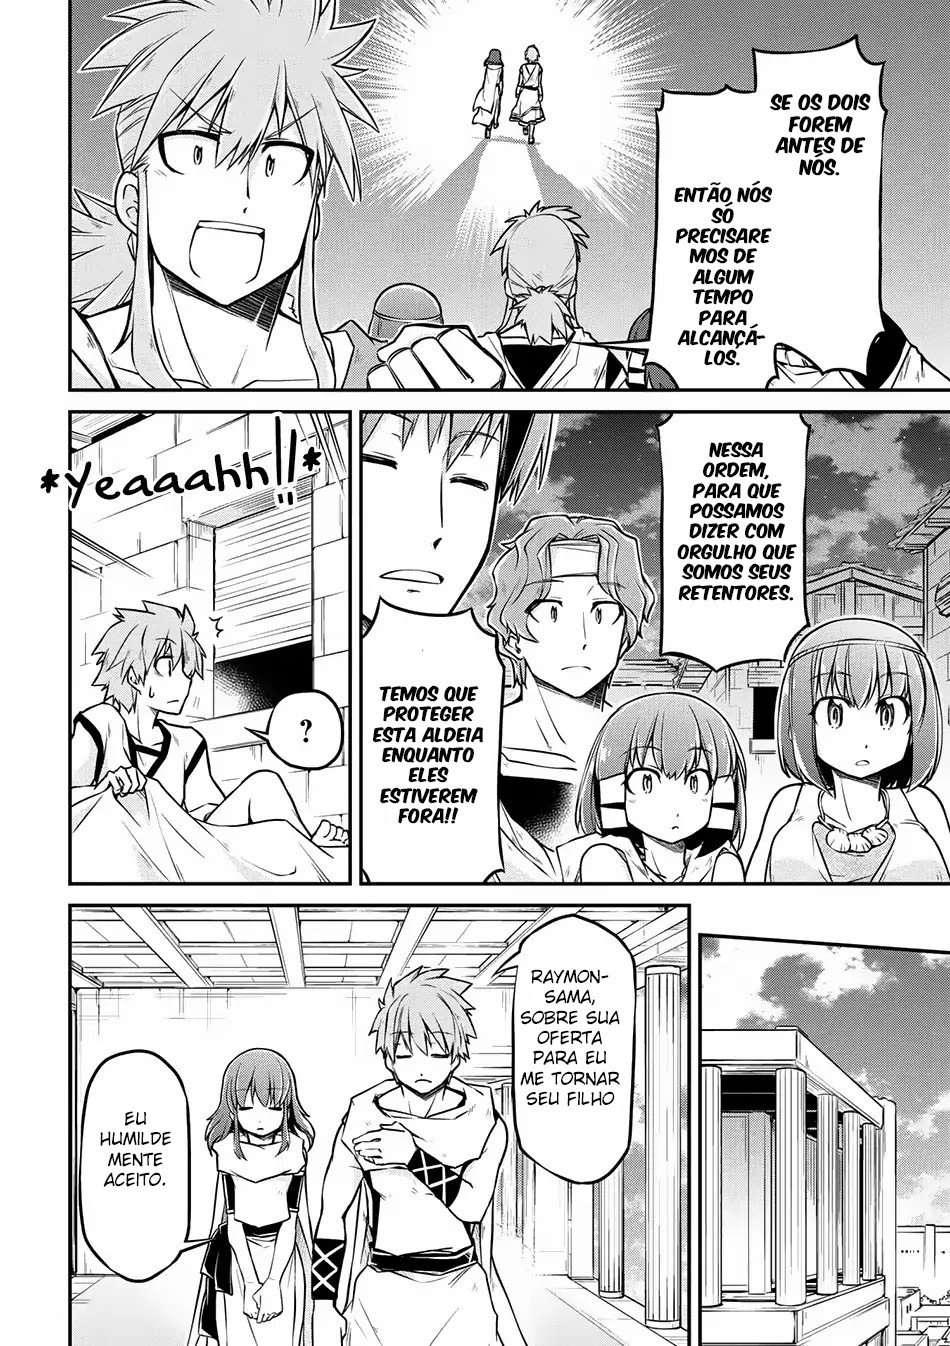 SE OS DOIS
FOREM
ANTES DE
NÓS.
ENTÃO NÓS
SÓ
PRECISARE
MOS DE
ALGUM
TEMPO
PARA
ALCANÇÁ-
LOS.
NESSA
ORDEM,
PARA QUE
POSSAMOS
DIZER COM
ORGULHO QUE
SOMOS SEUS
RETENTORES.
TEMOS QUE
PROTEGER
ESTA ALDEIA
ENQUANTO
ELES
ESTIVEREM
FORA!!
*Yeaaahh!!*
?
RAYMON-
SAMA,
SOBRE SUA
OFERTA
PARA EU
ME TORNAR
SEU FILHO
EU
HUMILDE
MENTE
ACEITO.